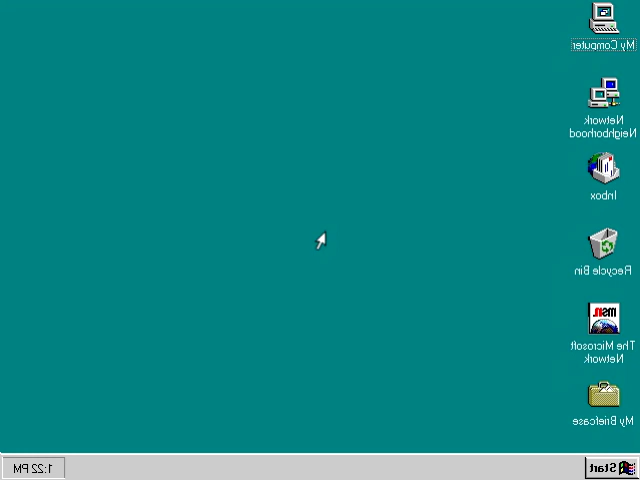 My Computer
Network
Neighborhood
Inbox
Recycle Bin
msn.
The Microsoft
Network
My Briefcase
Start
1:22 PM